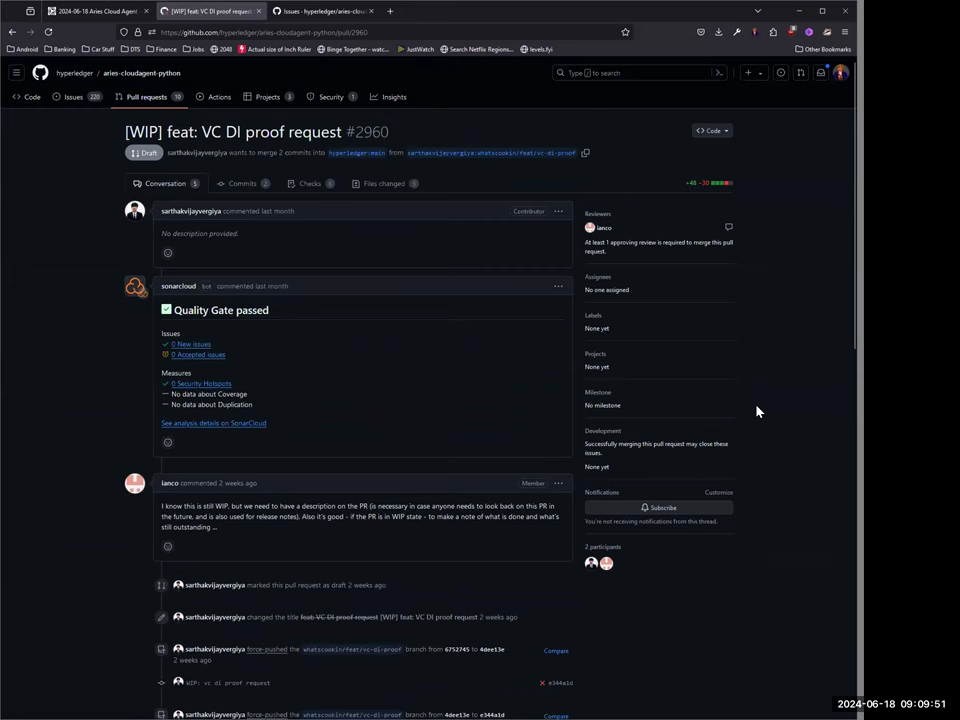 2024-06-18 Aries Cloud Agent
[WIP] feat: VC DI proof request
Issues · hyperledger/aries-clou
https://github.com/hyperledger/aries-cloudagent-python/pull/2960
Android
Banking
Car Stuff
DTS
Finance
Jobs
2048
Actual size of Inch Ruler
Binge Together - watc...
JustWatch
Search Netflix Regions...
levels.fyi
Other Bookmarks
hyperledger / aries-cloudagent-python
Type / to search
Code
Issues 220
Pull requests 10
Actions
Projects 3
Security 1
Insights
[WIP] feat: VC DI proof request #2960
Code
Draft
sarthakvijayvergiya wants to merge 2 commits into hyperledger:main from sarthakvijayvergiya:whatscookin/feat/vc-di-proof
Conversation 5
Commits 2
Checks
Files changed
+48 −30
sarthakvijayvergiya commented last month
Contributor
No description provided.
sonarcloud bot commented last month
Quality Gate passed
Issues
0 New issues
0 Accepted issues
Measures
0 Security Hotspots
No data about Coverage
No data about Duplication
See analysis details on SonarCloud
ianco commented 2 weeks ago
Member
I know this is still WIP, but we need to have a description on the PR (is necessary in case anyone needs to look back on this PR in
the future, and is also used for release notes). Also it's good - if the PR is in WIP state - to make a note of what is done and what's
still outstanding ...
sarthakvijayvergiya marked this pull request as draft 2 weeks ago
sarthakvijayvergiya changed the title feat: VC DI proof request [WIP] feat: VC DI proof request 2 weeks ago
sarthakvijayvergiya force-pushed the whatscookin/feat/vc-di-proof branch from 6752745 to 4dee13e
2 weeks ago
Compare
WIP: vc di proof request
e344a1d
sarthakvijayvergiya force-pushed the whatscookin/feat/vc-di-proof branch from 4dee13e to e344a1d
Compare
Reviewers
ianco
At least 1 approving review is required to merge this pull
request.
Assignees
No one assigned
Labels
None yet
Projects
None yet
Milestone
No milestone
Development
Successfully merging this pull request may close these
issues.
None yet
Notifications
Customize
Subscribe
You're not receiving notifications from this thread.
2 participants
2024-06-18 09:09:51